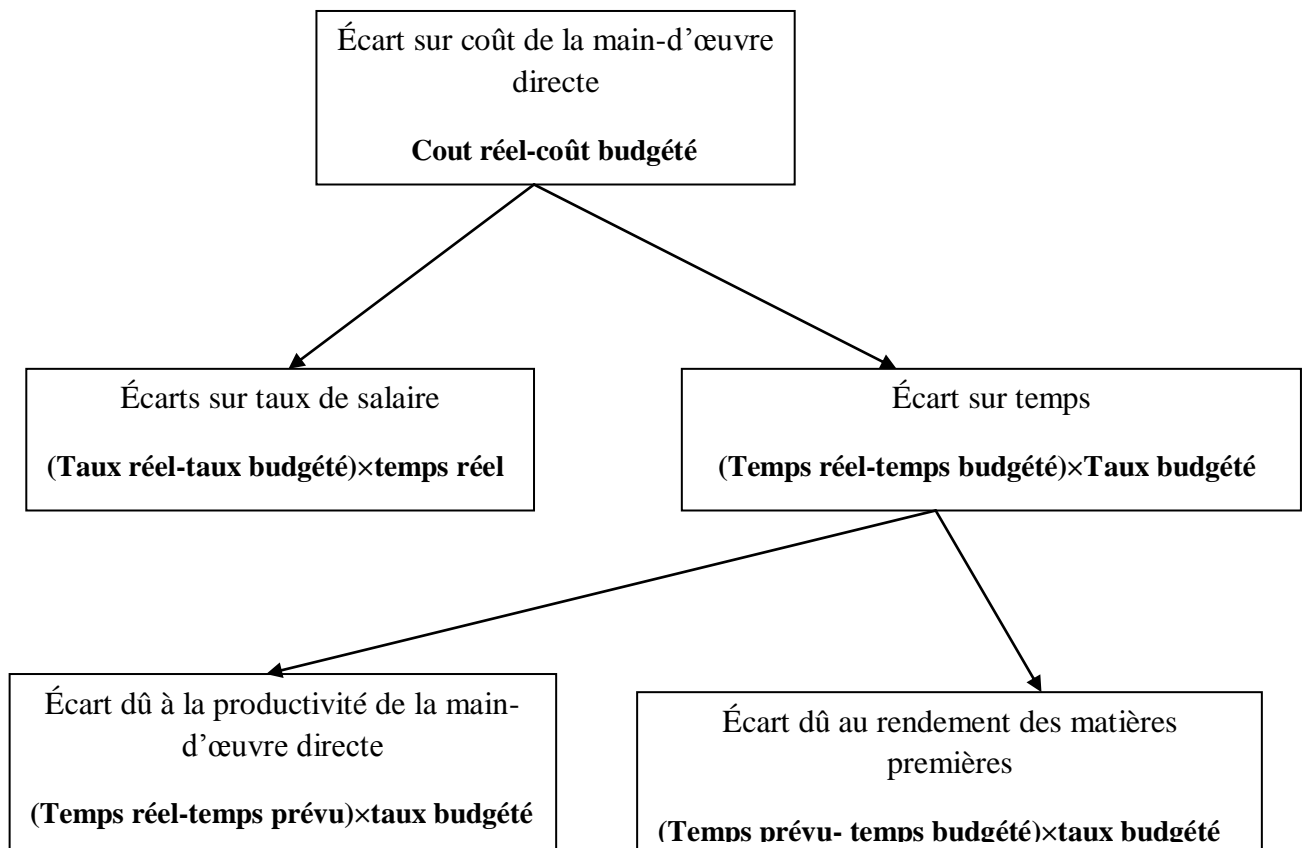 Écart sur coût de la main-d’œuvre
directe
Cout réel-coût budgété
Écarts sur taux de salaire
(Taux réel-taux budgété)×temps réel
Écart sur temps
(Temps réel-temps budgété)×Taux budgété
Écart dû à la productivité de la main-
d’œuvre directe
(Temps réel-temps prévu)×taux budgété
Écart dû au rendement des matières
premières
(Temps prévu- temps budgété)×taux budgété